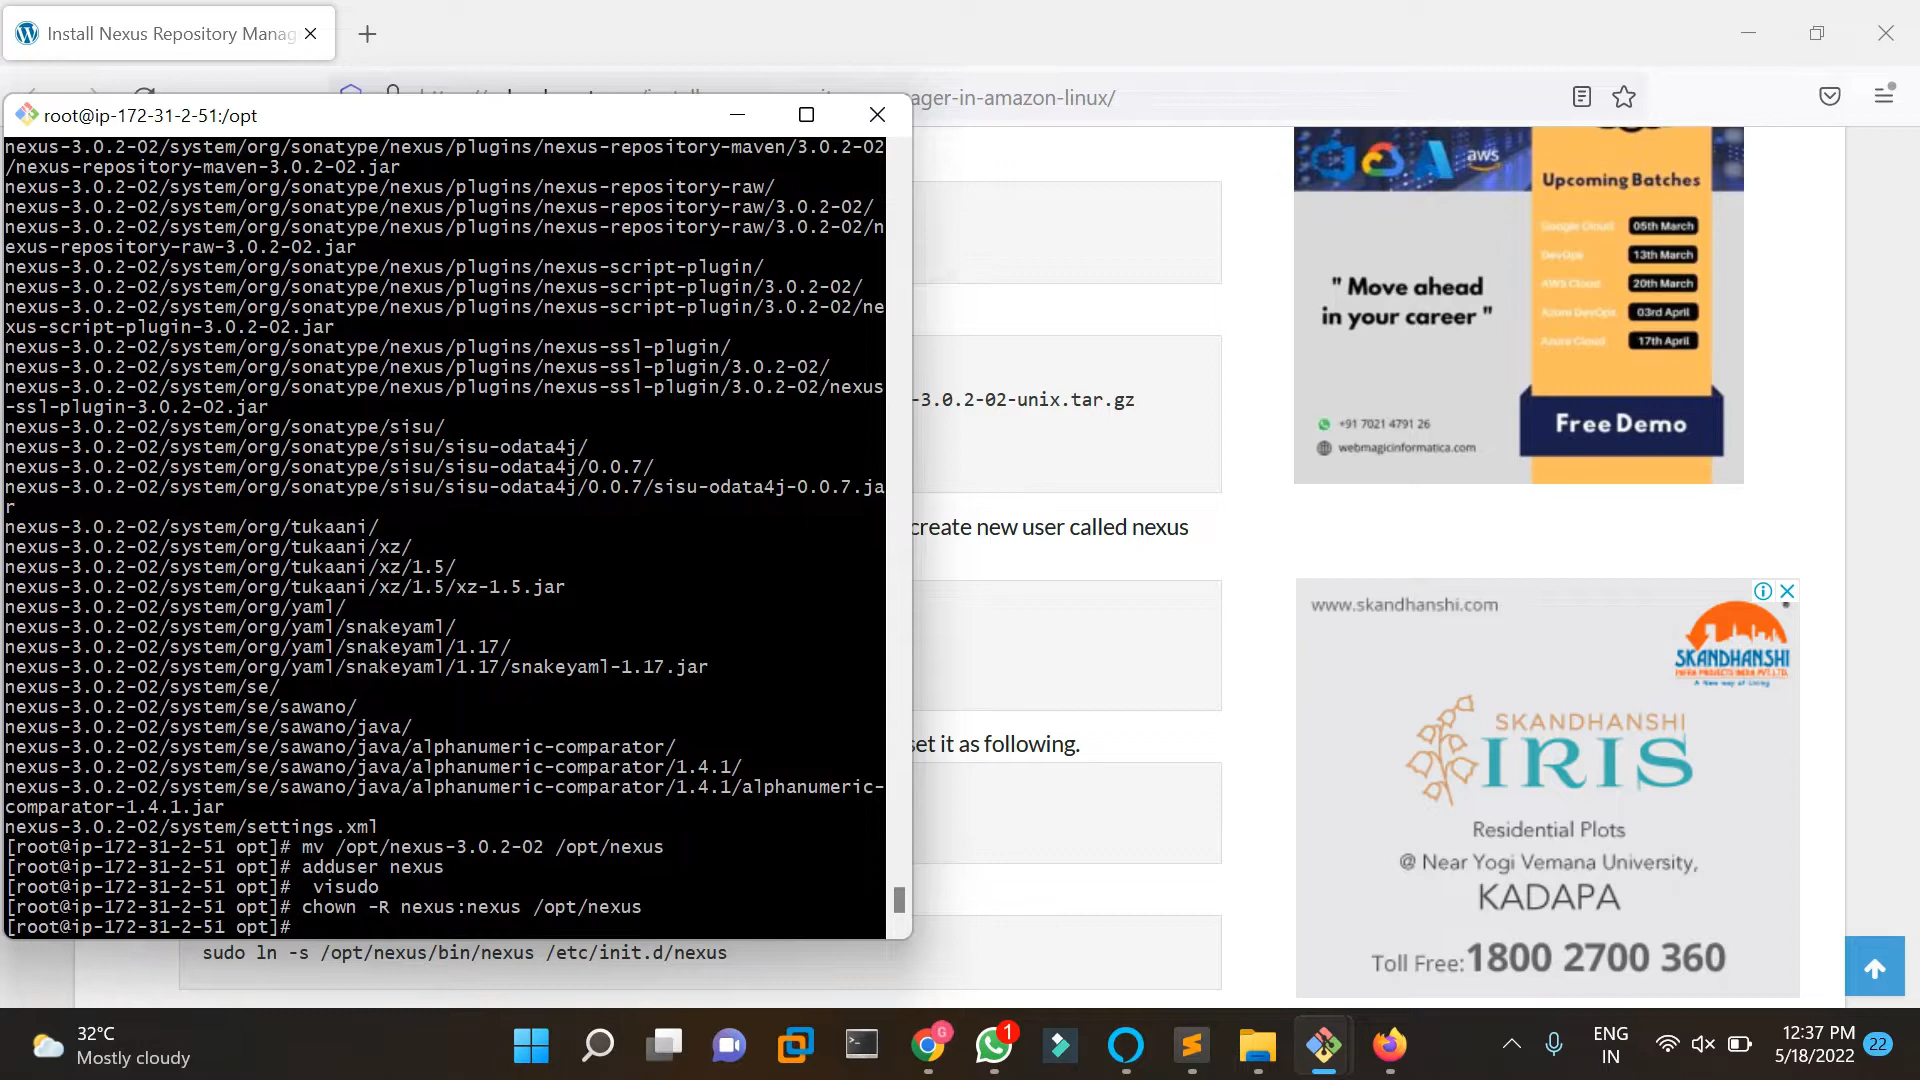 Install Nexus Repository Manag
ager-in-amazon-linux/
root@ip-172-31-2-51:/opt
nexus-3.0.2-02/system/org/sonatype/nexus/plugins/nexus-repository-maven/3.0.2-02
/nexus-repository-maven-3.0.2-02.jar
nexus-3.0.2-02/system/org/sonatype/nexus/plugins/nexus-repository-raw/
nexus-3.0.2-02/system/org/sonatype/nexus/plugins/nexus-repository-raw/3.0.2-02/
nexus-3.0.2-02/system/org/sonatype/nexus/plugins/nexus-repository-raw/3.0.2-02/n
exus-repository-raw-3.0.2-02.jar
nexus-3.0.2-02/system/org/sonatype/nexus/plugins/nexus-script-plugin/
nexus-3.0.2-02/system/org/sonatype/nexus/plugins/nexus-script-plugin/3.0.2-02/
nexus-3.0.2-02/system/org/sonatype/nexus/plugins/nexus-script-plugin/3.0.2-02/ne
xus-script-plugin-3.0.2-02.jar
nexus-3.0.2-02/system/org/sonatype/nexus/plugins/nexus-ssl-plugin/
nexus-3.0.2-02/system/org/sonatype/nexus/plugins/nexus-ssl-plugin/3.0.2-02/
nexus-3.0.2-02/system/org/sonatype/nexus/plugins/nexus-ssl-plugin/3.0.2-02/nexus
-ssl-plugin-3.0.2-02.jar
nexus-3.0.2-02/system/org/sonatype/sisu/
nexus-3.0.2-02/system/org/sonatype/sisu/sisu-odata4j/
nexus-3.0.2-02/system/org/sonatype/sisu/sisu-odata4j/0.0.7/
nexus-3.0.2-02/system/org/sonatype/sisu/sisu-odata4j/0.0.7/sisu-odata4j-0.0.7.ja
r
nexus-3.0.2-02/system/org/tukaani/
nexus-3.0.2-02/system/org/tukaani/xz/
nexus-3.0.2-02/system/org/tukaani/xz/1.5/
nexus-3.0.2-02/system/org/tukaani/xz/1.5/xz-1.5.jar
nexus-3.0.2-02/system/org/yaml/
nexus-3.0.2-02/system/org/yaml/snakeyaml/
nexus-3.0.2-02/system/org/yaml/snakeyaml/1.17/
nexus-3.0.2-02/system/org/yaml/snakeyaml/1.17/snakeyaml-1.17.jar
nexus-3.0.2-02/system/se/
nexus-3.0.2-02/system/se/sawano/
nexus-3.0.2-02/system/se/sawano/java/
nexus-3.0.2-02/system/se/sawano/java/alphanumeric-comparator/
nexus-3.0.2-02/system/se/sawano/java/alphanumeric-comparator/1.4.1/
nexus-3.0.2-02/system/se/sawano/java/alphanumeric-comparator/1.4.1/alphanumeric-
comparator-1.4.1.jar
nexus-3.0.2-02/system/settings.xml
[root@ip-172-31-2-51 opt]# mv /opt/nexus-3.0.2-02 /opt/nexus
[root@ip-172-31-2-51 opt]# adduser nexus
[root@ip-172-31-2-51 opt]#  visudo
[root@ip-172-31-2-51 opt]# chown -R nexus:nexus /opt/nexus
[root@ip-172-31-2-51 opt]#
-3.0.2-02-unix.tar.gz
create new user called nexus
set it as following.
sudo ln -s /opt/nexus/bin/nexus /etc/init.d/nexus
aws
Upcoming Batches
Google Cloud 05th March
DevOps 13th March
AWS Cloud 20th March
Azure DevOps 03rd April
Azure Cloud 17th April
" Move ahead
in your career "
Free Demo
+91 7021 4791 26
webmagicinformatica.com
www.skandhanshi.com
SKANDHANSHI
INFRA PROJECTS INDIA PVT.LTD.
A New way of Living
SKANDHANSHI
IRIS
Residential Plots
@ Near Yogi Vemana University,
KADAPA
Toll Free:1800 2700 360
32°C
Mostly cloudy
G
1
ENG
IN
12:37 PM
5/18/2022
22